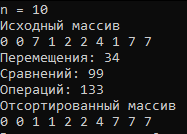 n = 10
Исходный массив
0 0 7 1 2 2 4 1 7 7
Перемещения: 34
Сравнений: 99
Операций: 133
Отсортированный массив
0 0 1 1 2 2 4 7 7 7